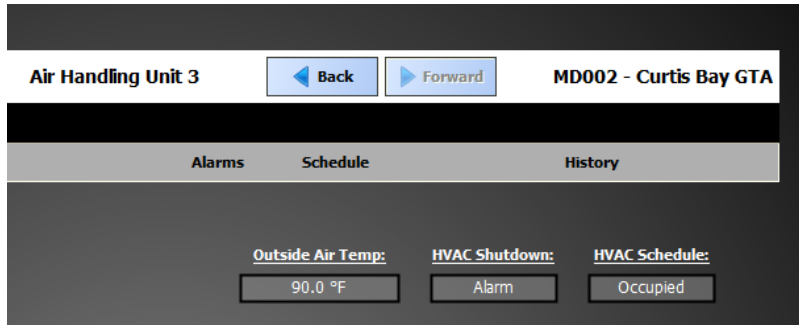 Air Handling Unit 3 Back Forward MD002 - Curtis Bay GTA
Alarms Schedule History
Outside Air Temp: HVAC Shutdown: HVAC Schedule:
90.0 °F Alarm Occupied